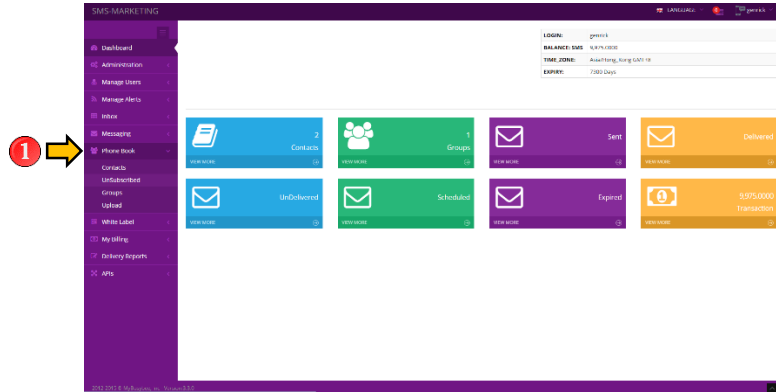 SMS-MARKETING
LANGUAGE
genrick
Dashboard
Administration
Manage Users
Manage Alerts
Inbox
Messaging
Phone Book
Contacts
UnSubscribed
Groups
Upload
White Label
My Billing
Delivery Reports
APIs
1
LOGIN: genrick
BALANCE: SMS 9,975.0000
TIME_ZONE:
EXPIRY: 7300 Days
2
Contacts
VIEW MORE
1
Groups
VIEW MORE
Sent
VIEW MORE
Delivered
VIEW MORE
UnDelivered
VIEW MORE
Scheduled
VIEW MORE
Expired
VIEW MORE
9,975.0000
Transaction
VIEW MORE